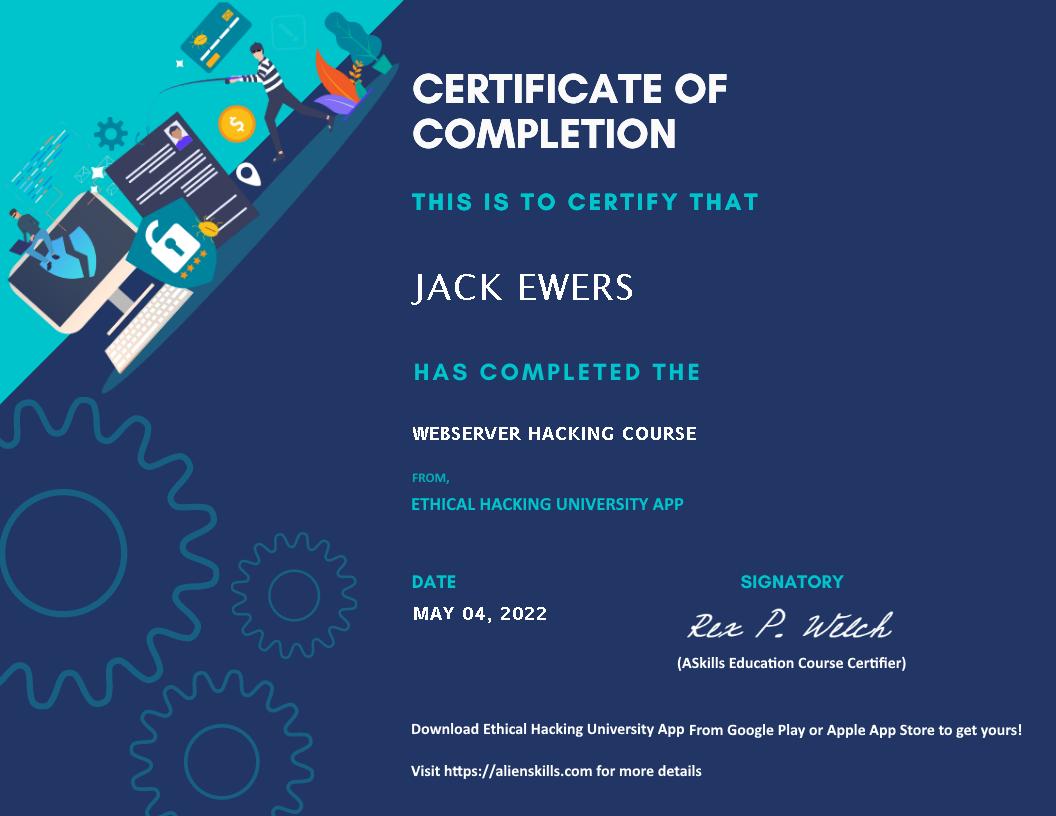 CERTIFICATE OF
COMPLETION
THIS IS TO CERTIFY THAT
JACK EWERS
HAS COMPLETED THE
WEBSERVER HACKING COURSE
FROM,
ETHICAL HACKING UNIVERSITY APP
DATE
MAY 04, 2022
SIGNATORY
Rex P. Welch
(ASkills Education Course Certifier)
Download Ethical Hacking University App From Google Play or Apple App Store to get yours!
Visit https://alienskills.com for more details